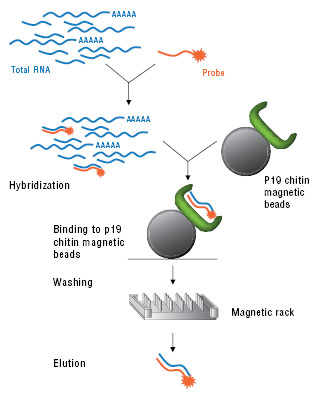 AAAAA
AAAAA
Total RNA
Probe
AAAAA
AAAAA
Hybridization
P19 chitin
magnetic
beads
Binding to p19
chitin magnetic
beads
Washing
Magnetic rack
Elution